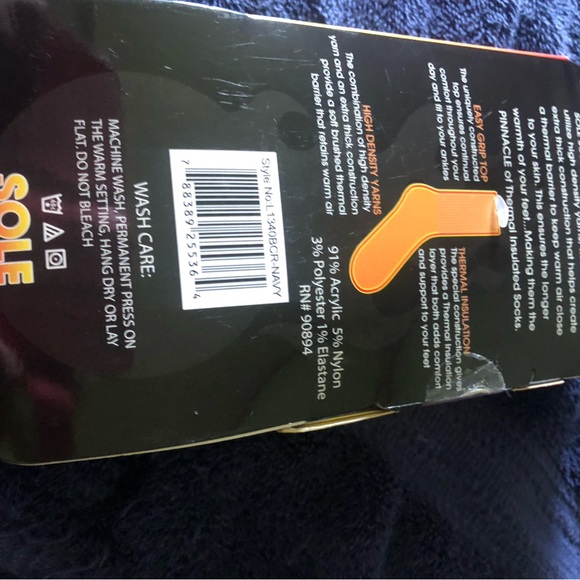 utilize high density yarns
extra thick construction that helps create
a thermal barrier to keep warm air close
to your skin. This ensures the longer
warmth of your feet...Making them the
PINNACLE of Thermal Insulated Socks.
EASY GRIP TOP
The uniquely constructed
top ensure continual
comfort throughout your
day and fit to your ankles
THERMAL INSULATION
The special construction gives
provides a Thermal Insulation
layer that both adds comfort
and support to your feet
HIGH DENSITY YARNS
The combination of high density
yarn and an extra thick construction
provide a soft brushed thermal
barrier that retains warm air
91% Acrylic 5% Nylon
3% Polyester 1% Elastane
RN# 90894
Style No.L1340BCR-NAVY
7 88389 25536 4
WASH CARE:
MACHINE WASH, PERMANENT PRESS ON
THE WARM SETTING, HANG DRY OR LAY
FLAT. DO NOT BLEACH
SOLE